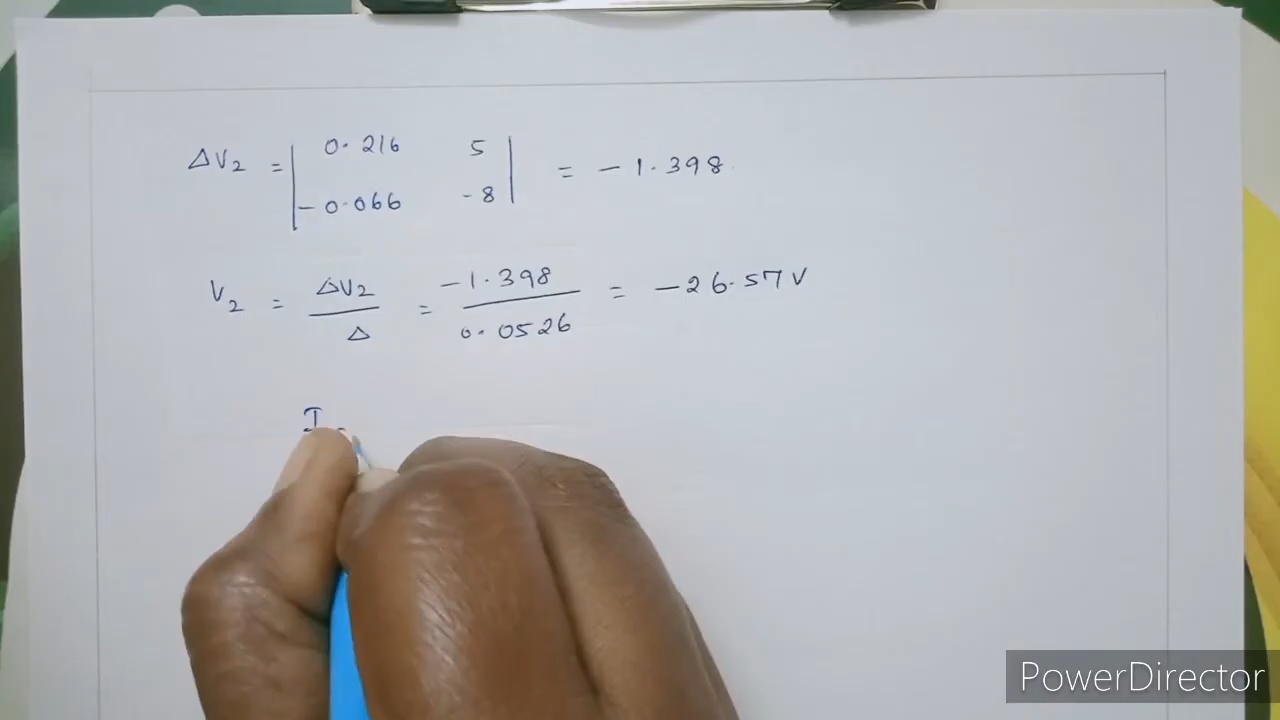 ΔV2 = | 0.216 5 | = -1.398
| -0.066 -8 |
V2 = ΔV2 / Δ = -1.398 / 0.0526 = -26.57 V
I
PowerDirector